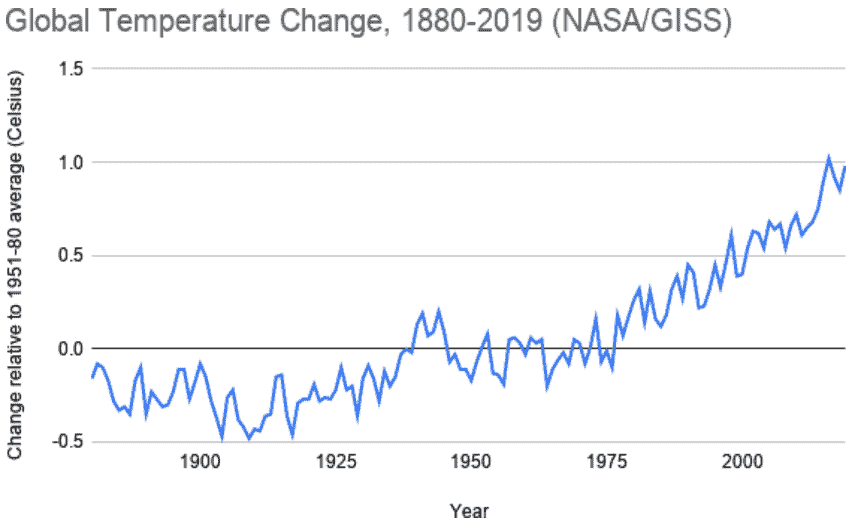 Global Temperature Change, 1880-2019 (NASA/GISS)
Change relative to 1951-80 average (Celsius)
1.5
1.0
0.5
0.0
-0.5
1900 1925 1950 1975 2000
Year